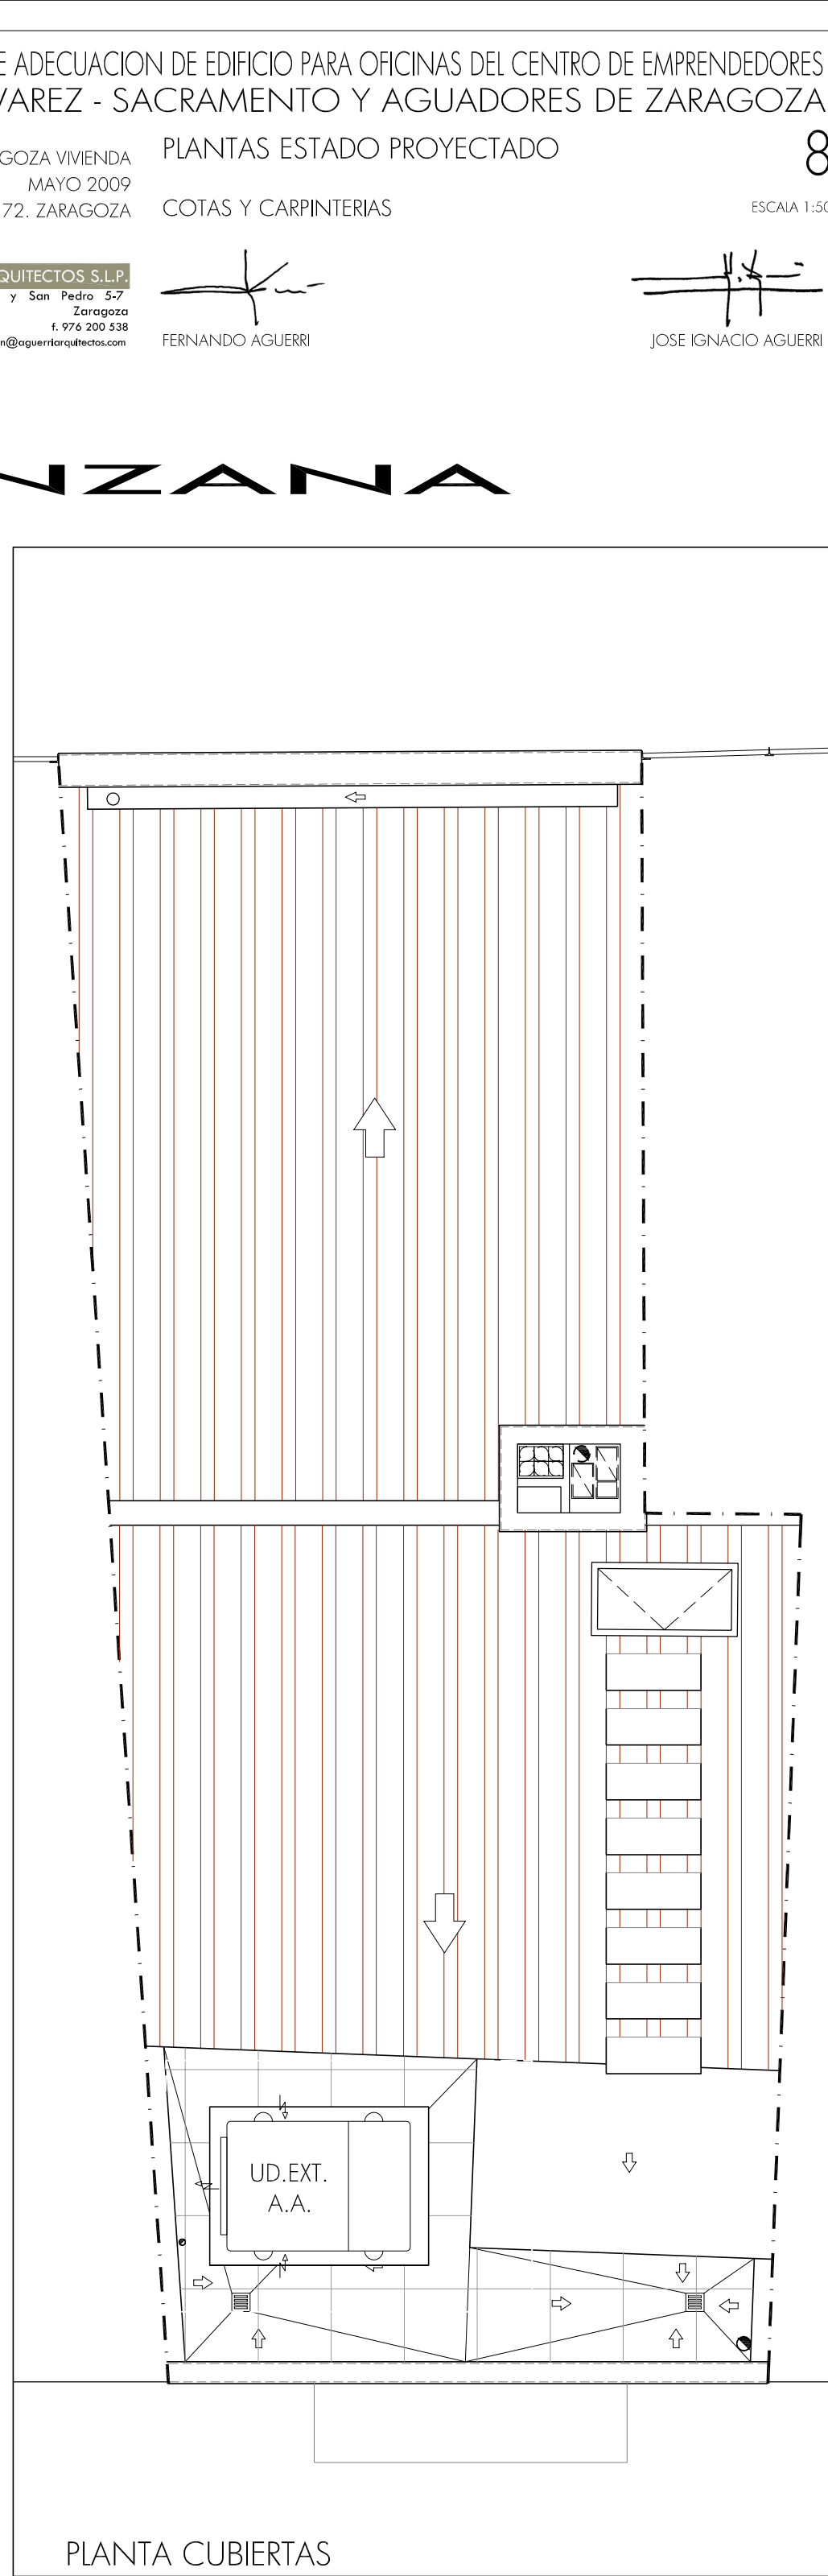 E ADECUACION DE EDIFICIO PARA OFICINAS DEL CENTRO DE EMPRENDEDORES
VAREZ - SACRAMENTO Y AGUADORES DE ZARAGOZA
GOZA VIVIENDA
MAYO 2009
72. ZARAGOZA
PLANTAS ESTADO PROYECTADO
COTAS Y CARPINTERIAS
8
ESCALA 1:50
QUITECTOS S.L.P.
y San Pedro 5-7
Zaragoza
f. 976 200 538
n@aguerriarquitectos.com
FERNANDO AGUERRI
JOSE IGNACIO AGUERRI
NZANA
UD.EXT.
A.A.
PLANTA CUBIERTAS